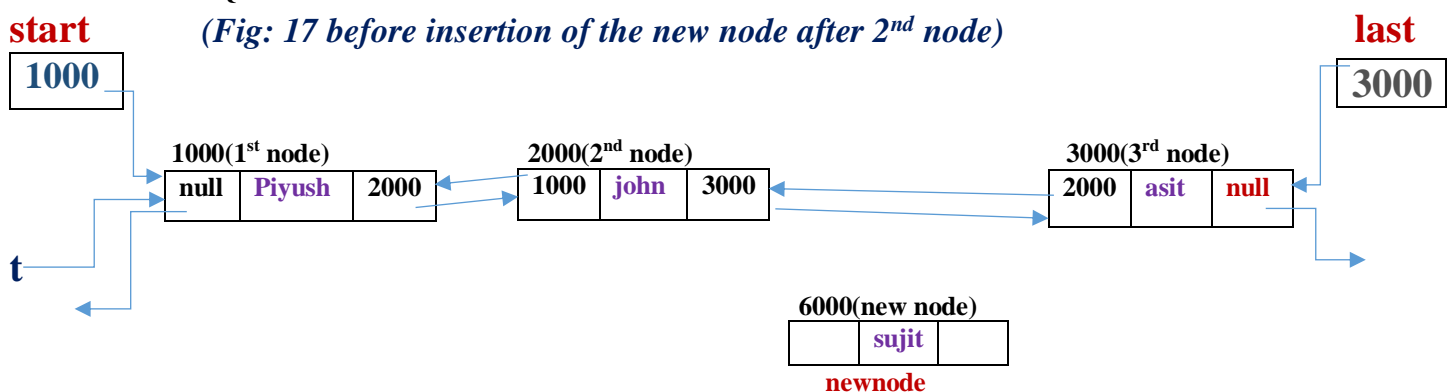 start (Fig: 17 before insertion of the new node after 2nd node) last
1000 3000
1000(1st node) 2000(2nd node) 3000(3rd node)
null Piyush 2000 1000 john 3000 2000 asit null
t
6000(new node)
sujit
newnode